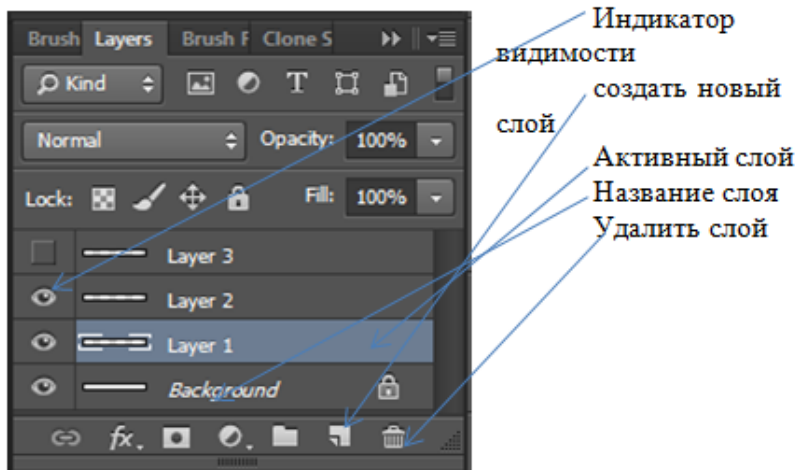 Brush Layers Brush F Clone S
Kind
Normal Opacity: 100%
Lock: Fill: 100%
Layer 3
Layer 2
Layer 1
Background
fx.
Индикатор
видимости
создать новый
слой
Активный слой
Название слоя
Удалить слой